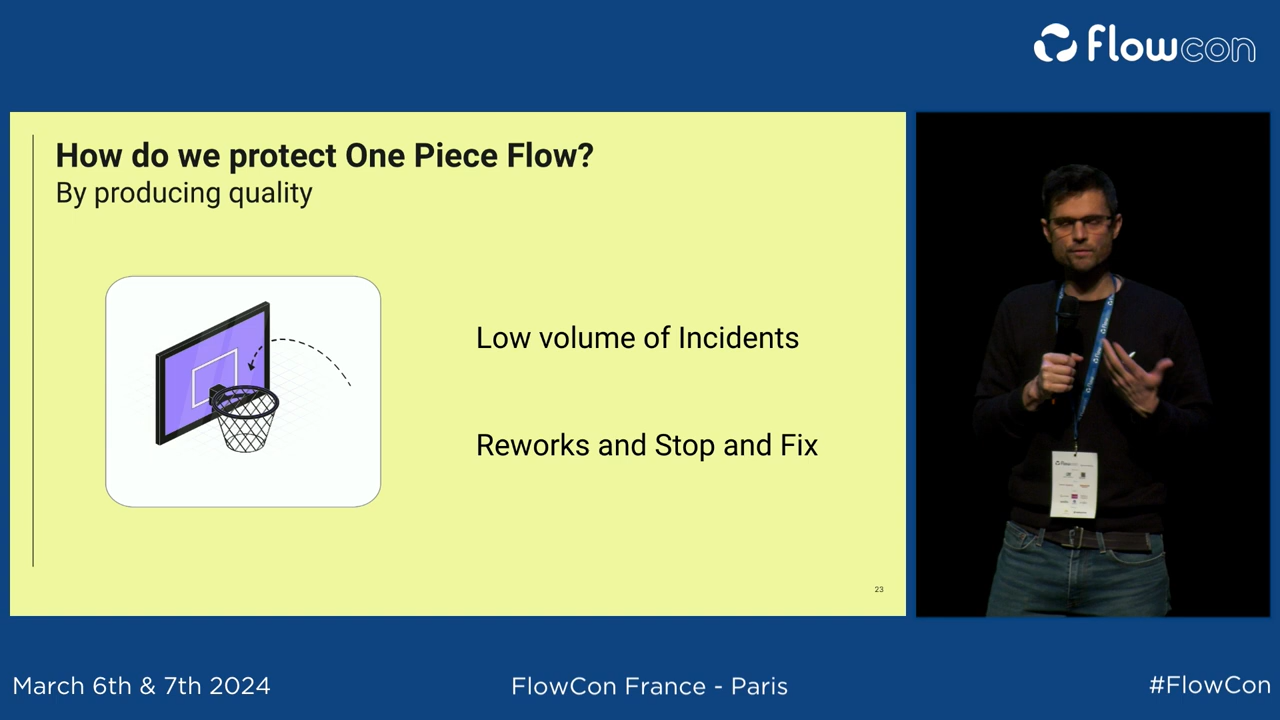 flowcon
How do we protect One Piece Flow?
By producing quality
Low volume of Incidents
Reworks and Stop and Fix
23
March 6th & 7th 2024
FlowCon France - Paris
#FlowCon